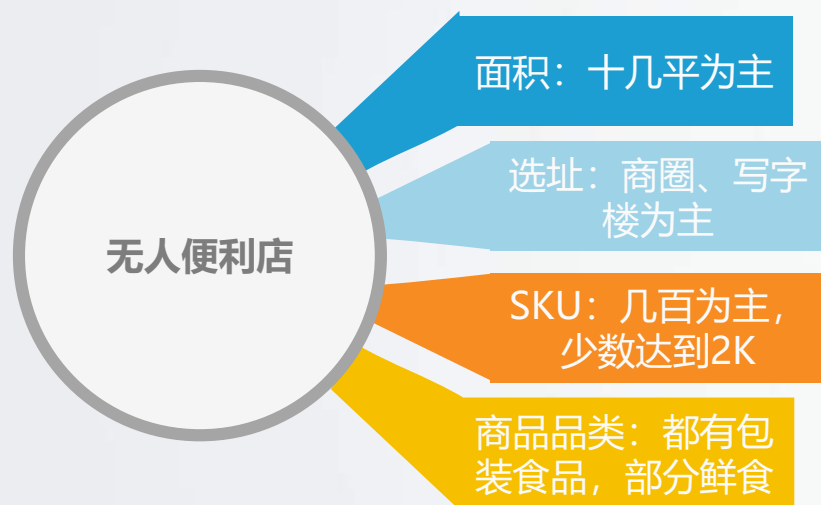 无人便利店
面积：十几平为主
选址：商圈、写字
楼为主
SKU：几百为主，
少数达到2K
商品品类：都有包
装食品，部分鲜食